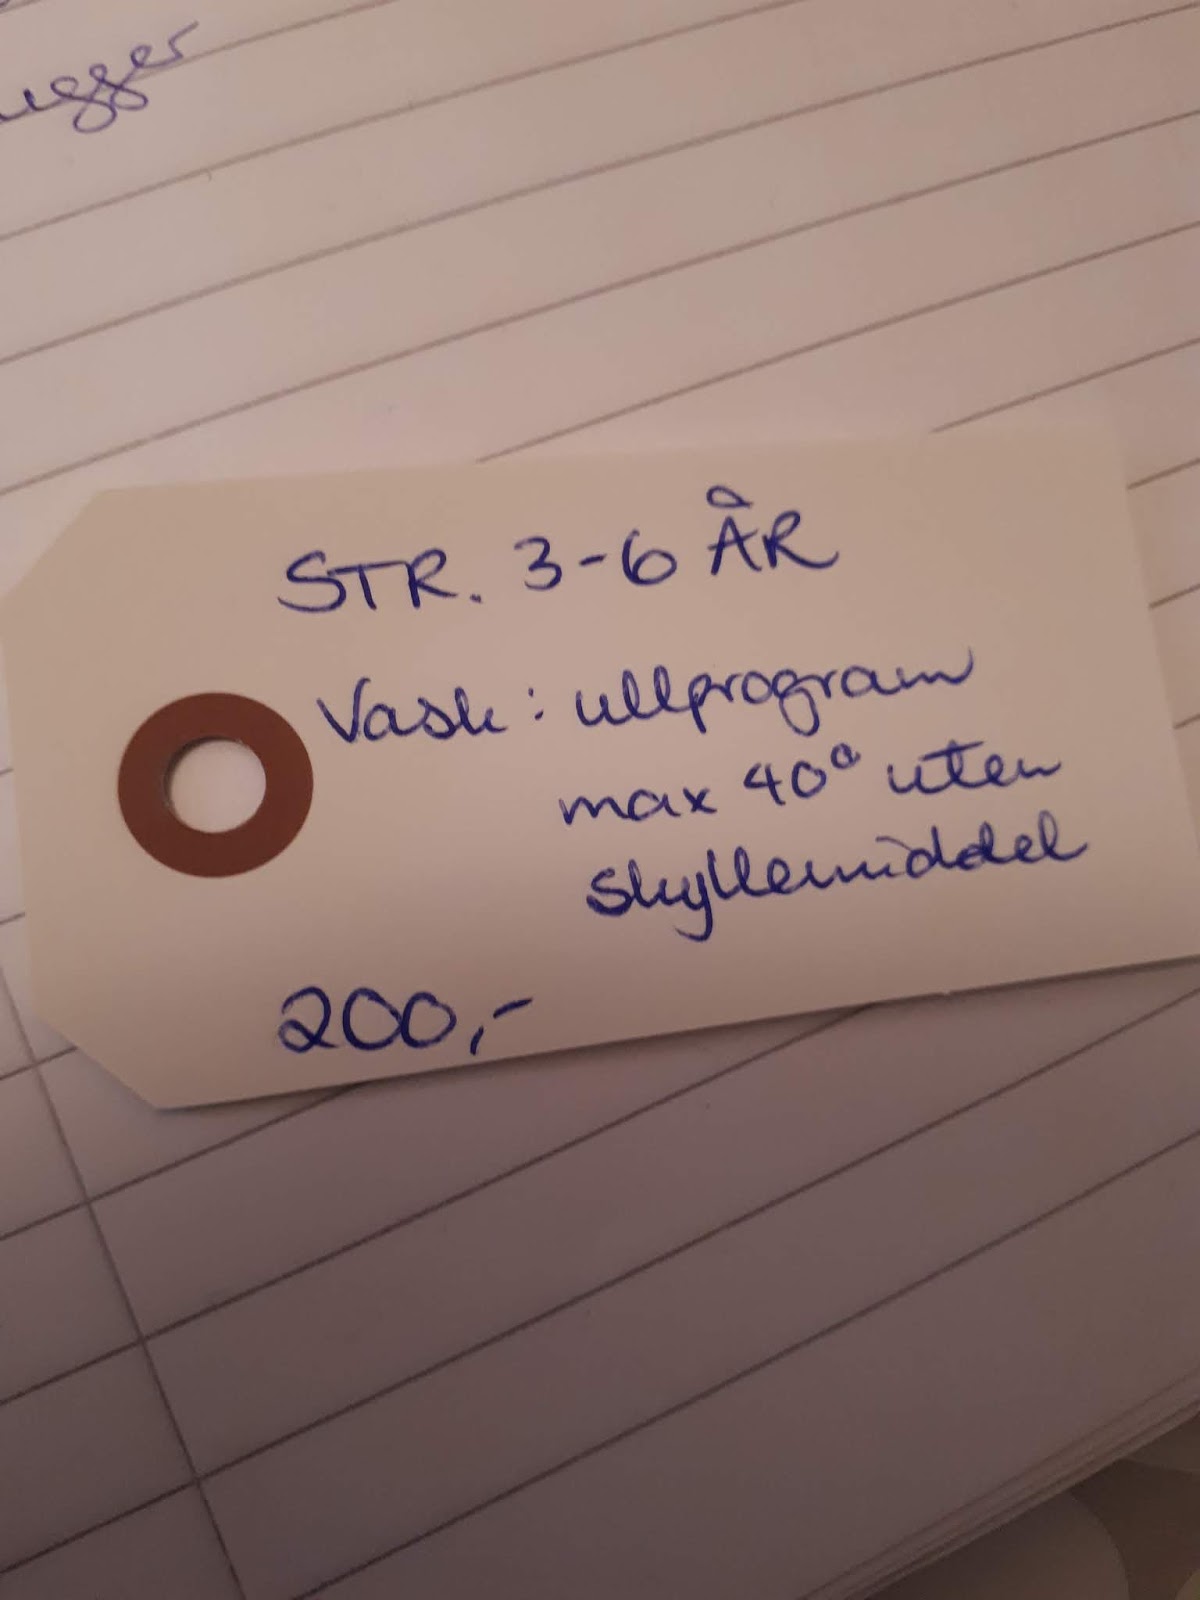 STR. 3-6 ÅR
Vask: ullprogram
max 40° uten
skyllemiddel
200,-